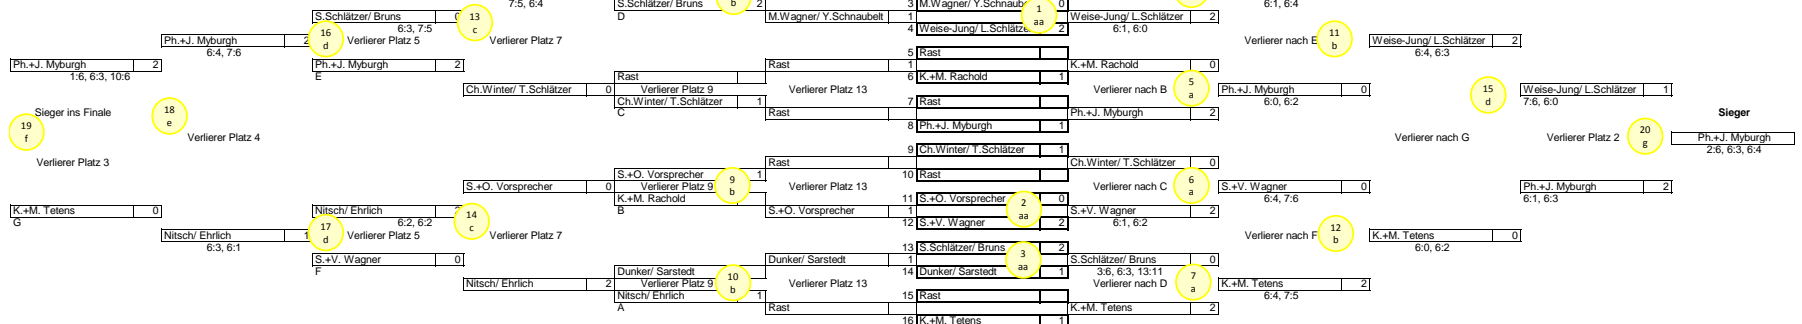 7:5, 6:4 S.Schlätzer/ Bruns 2 b 3 M.Wagner/ Y.Schnaubelt 0 6:1, 6:4
S.Schlätzer/ Bruns 0 13 D M.Wagner/ Y.Schnaubelt 1 1 Weise-Jung/ L.Schlätzer 2
6:3, 7:5 c 4 Weise-Jung/ L.Schlätzer 2 aa 6:1, 6:0
Ph.+J. Myburgh 2 16 d Verlierer Platz 5 Verlierer Platz 7 Verlierer nach E 11 b Weise-Jung/ L.Schlätzer 2
6:4, 7:6 5 Rast 6:4, 6:3
Ph.+J. Myburgh 2 Ph.+J. Myburgh 2 Rast 1 K.+M. Rachold 0
1:6, 6:3, 10:6 E Rast 6 K.+M. Rachold 1
Ch.Winter/ T.Schlätzer 0 Verlierer Platz 9 Verlierer Platz 13 Verlierer nach B 5 a Ph.+J. Myburgh 0 15 d Weise-Jung/ L.Schlätzer 1
Ch.Winter/ T.Schlätzer 1 7 Rast 6:0, 6:2 7:6, 6:0
Sieger ins Finale 18 e C Rast Ph.+J. Myburgh 2 Sieger
19 f 8 Ph.+J. Myburgh 1
Verlierer Platz 4 Verlierer nach G Verlierer Platz 2 20 g Ph.+J. Myburgh
9 Ch.Winter/ T.Schlätzer 1 2:6, 6:3, 6:4
Verlierer Platz 3 Rast Ch.Winter/ T.Schlätzer 0
S.+O. Vorsprecher 1 10 Rast
S.+O. Vorsprecher 0 Verlierer Platz 9 9 b Verlierer Platz 13 Verlierer nach C 6 a S.+V. Wagner 0 Ph.+J. Myburgh 2
K.+M. Rachold 11 S.+O. Vorsprecher 0 6:4, 7:6 6:1, 6:3
K.+M. Tetens 0 Nitsch/ Ehrlich 14 B S.+O. Vorsprecher 1 2 aa S.+V. Wagner 2
G 6:2, 6:2 c 12 S.+V. Wagner 2 6:1, 6:2
Nitsch/ Ehrlich 1 17 d Verlierer Platz 5 Verlierer Platz 7 Verlierer nach F 12 b K.+M. Tetens 0
6:3, 6:1 13 S.Schlätzer/ Bruns 2 6:0, 6:2
S.+V. Wagner 0 Dunker/ Sarstedt 1 3 aa S.Schlätzer/ Bruns 0
F Dunker/ Sarstedt 14 Dunker/ Sarstedt 1 3:6, 6:3, 13:11
Nitsch/ Ehrlich 2 Verlierer Platz 9 10 b Verlierer Platz 13 Verlierer nach D 7 a K.+M. Tetens 2
Nitsch/ Ehrlich 1 15 Rast 6:4, 7:5
A Rast K.+M. Tetens 2
16 K.+M. Tetens 1